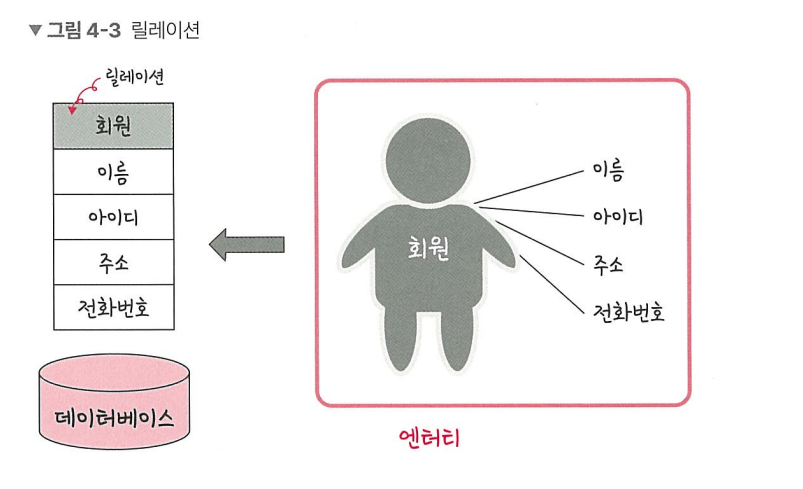 ▼ 그림 4-3 릴레이션
릴레이션
회원
이름
아이디
주소
전화번호
데이터베이스
회원
이름
아이디
주소
전화번호
엔터티